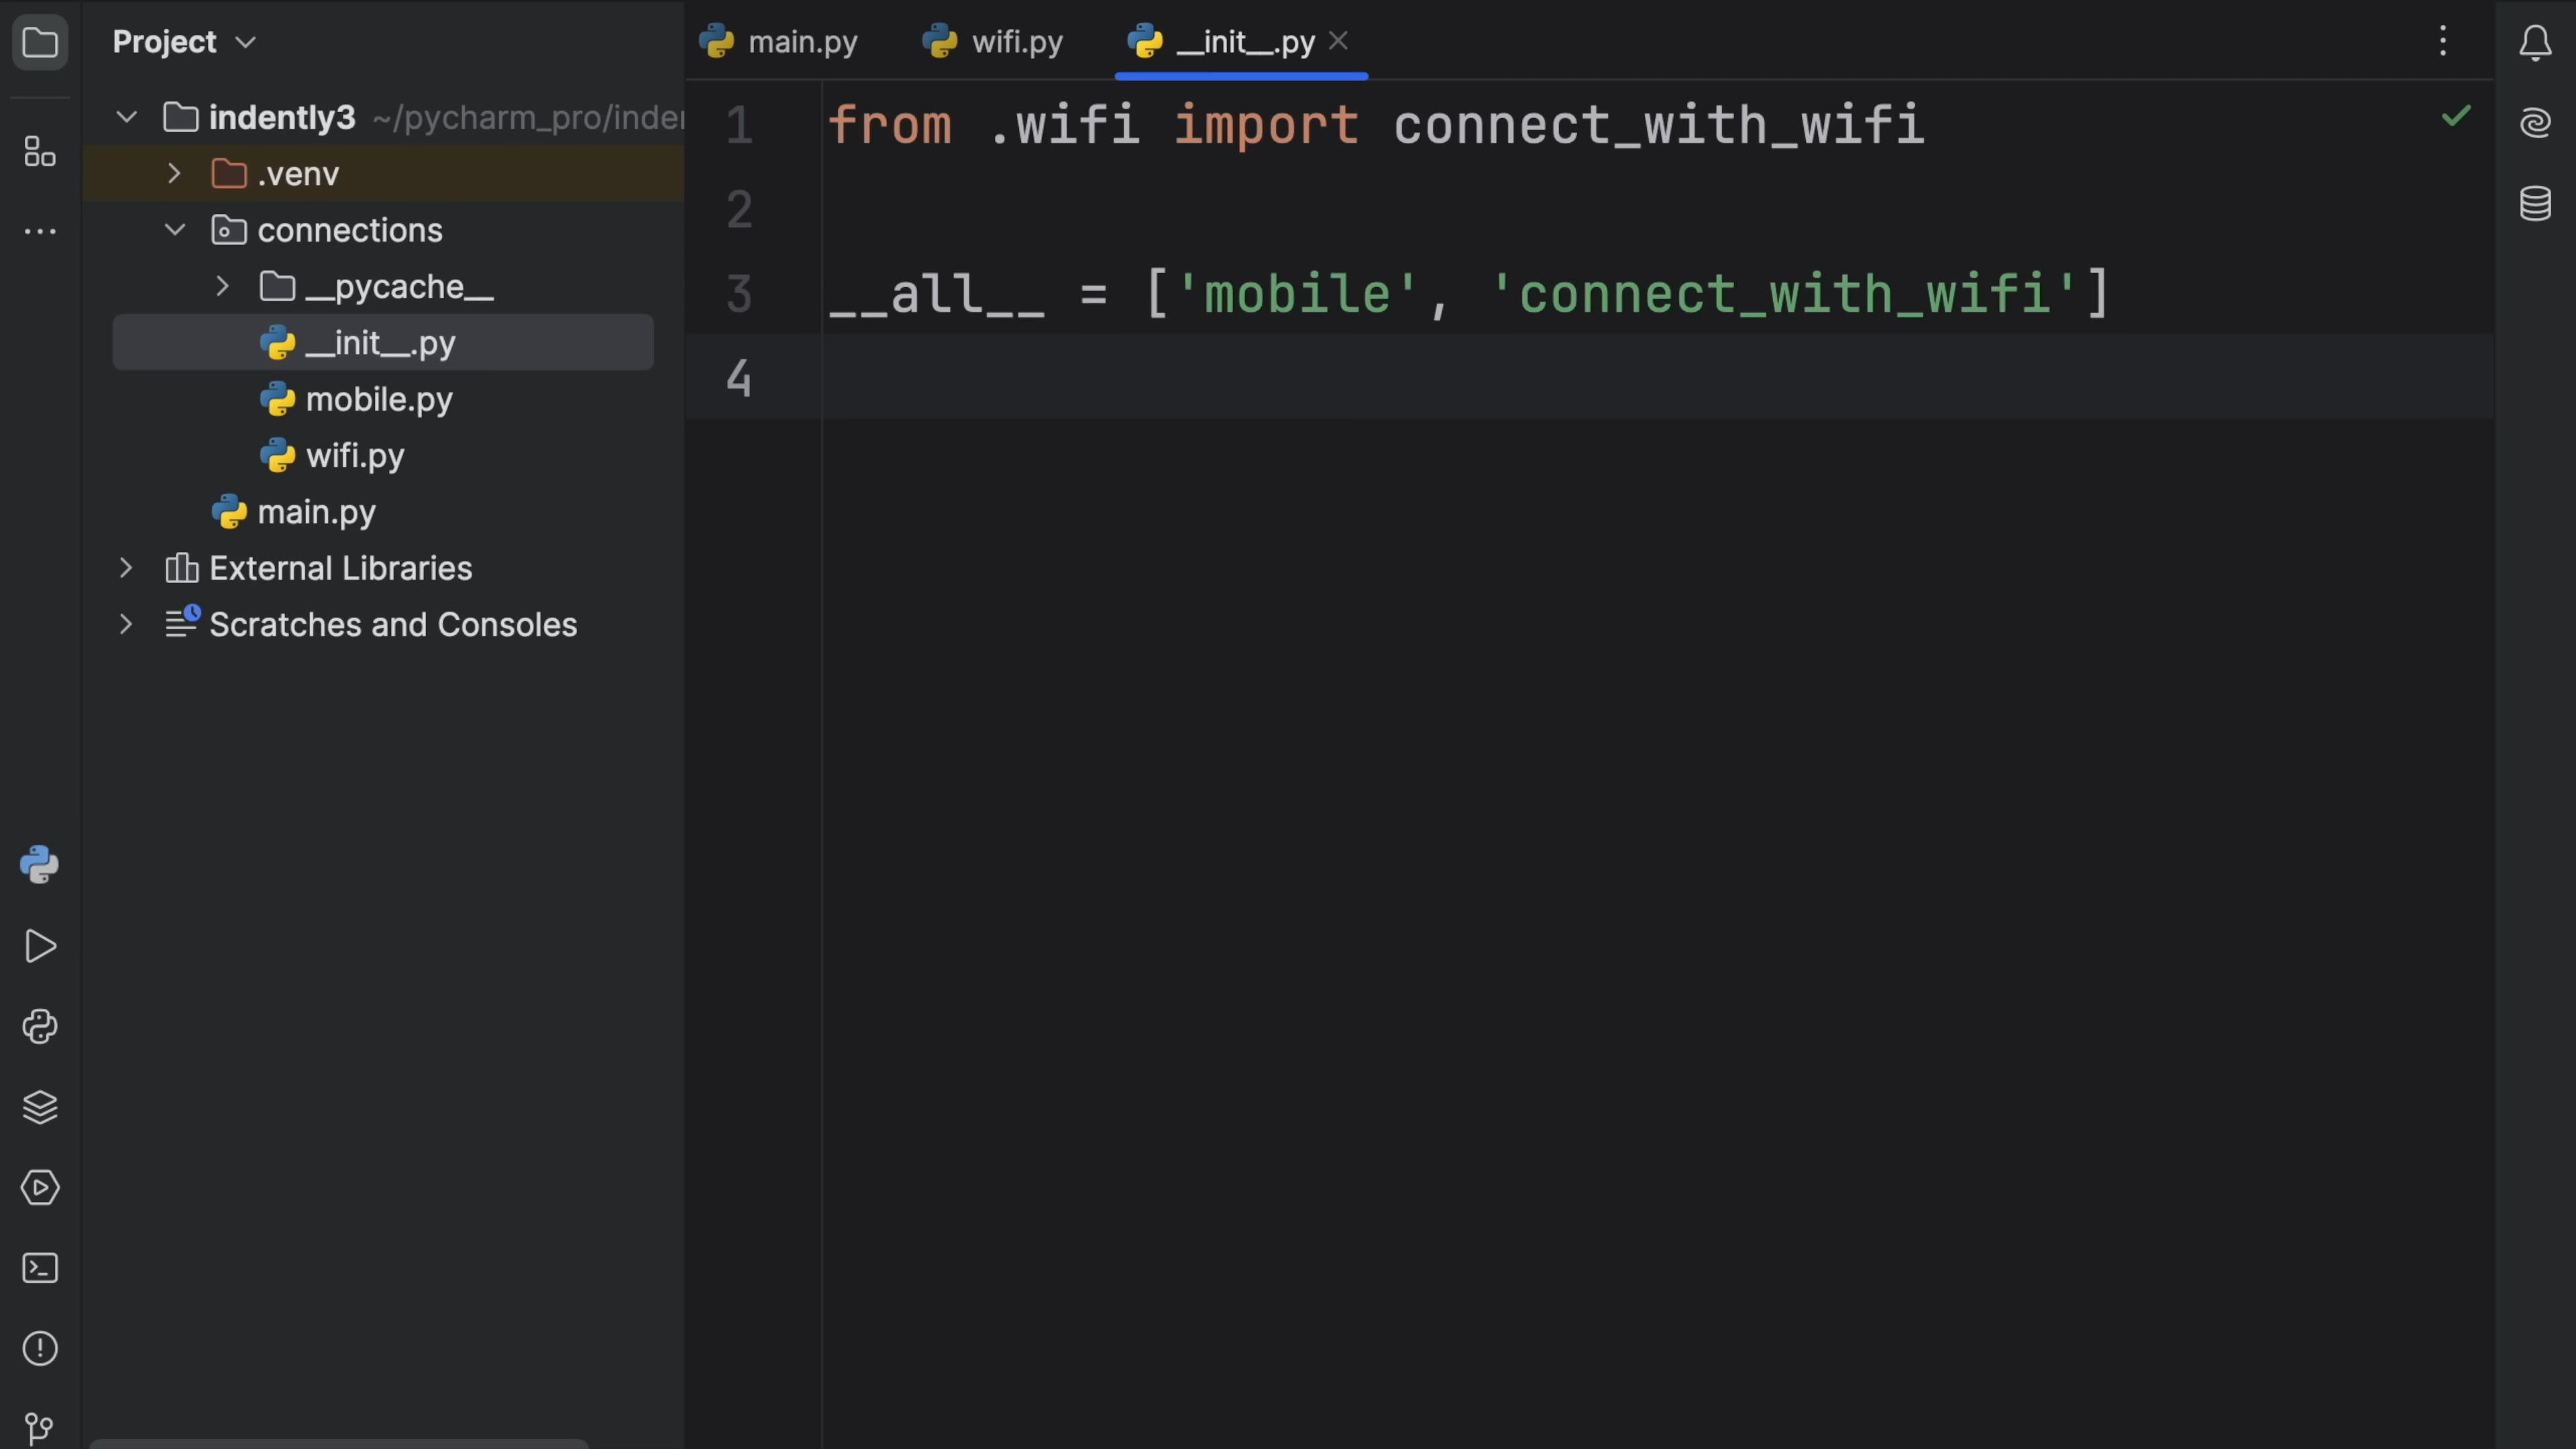 Project
indently3 ~/pycharm_pro/inden
.venv
connections
__pycache__
__init__.py
mobile.py
wifi.py
main.py
External Libraries
Scratches and Consoles
main.py wifi.py __init__.py
1 from .wifi import connect_with_wifi
2
3 __all__ = ['mobile', 'connect_with_wifi']
4